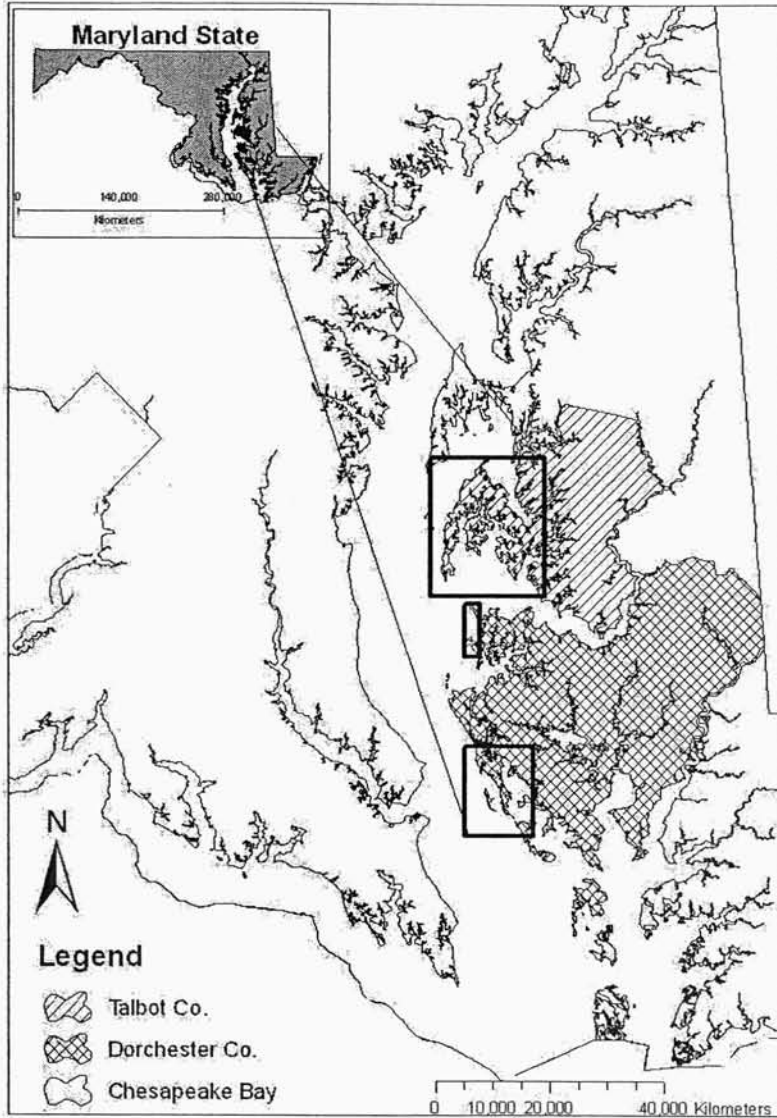 Maryland State
0 140,000 280,000
Kilometers
N
Legend
Talbot Co.
Dorchester Co.
Chesapeake Bay
0 10,000 20,000 40,000 Kilometers